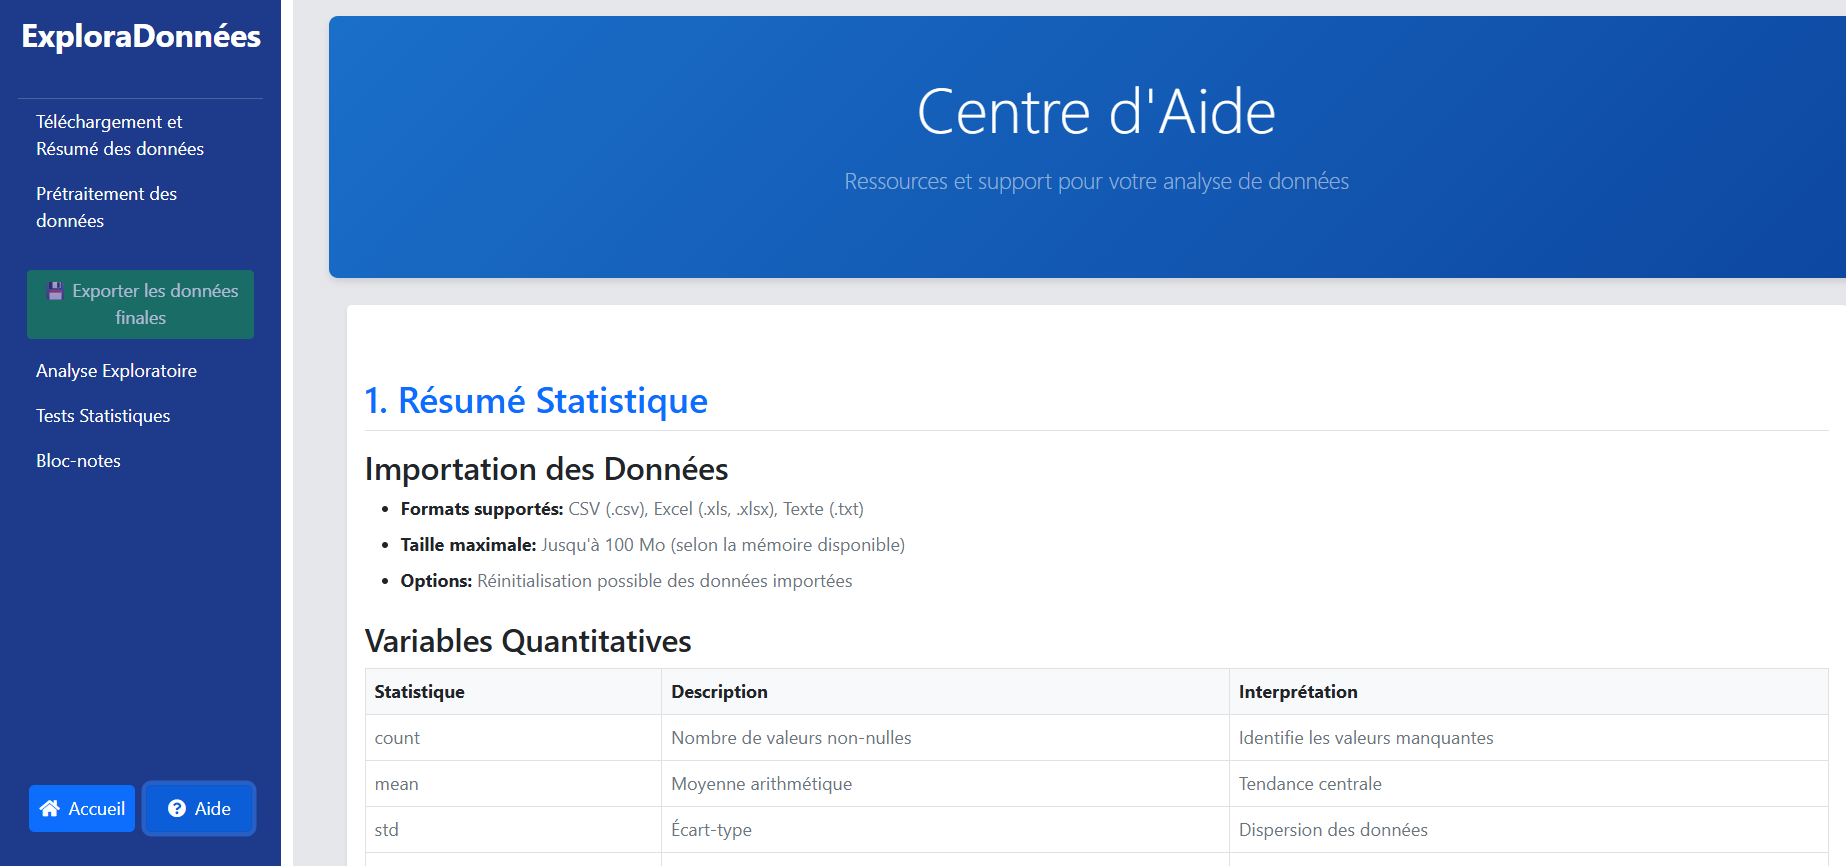 ExploraDonnées
Téléchargement et
Résumé des données
Prétraitement des
données
💾 Exporter les données
finales
Analyse Exploratoire
Tests Statistiques
Bloc-notes
Accueil
Aide
Centre d'Aide
Ressources et support pour votre analyse de données
1. Résumé Statistique
Importation des Données
• Formats supportés: CSV (.csv), Excel (.xls, .xlsx), Texte (.txt)
• Taille maximale: Jusqu'à 100 Mo (selon la mémoire disponible)
• Options: Réinitialisation possible des données importées
Variables Quantitatives
Statistique Description Interprétation
count Nombre de valeurs non-nulles Identifie les valeurs manquantes
mean Moyenne arithmétique Tendance centrale
std Écart-type Dispersion des données